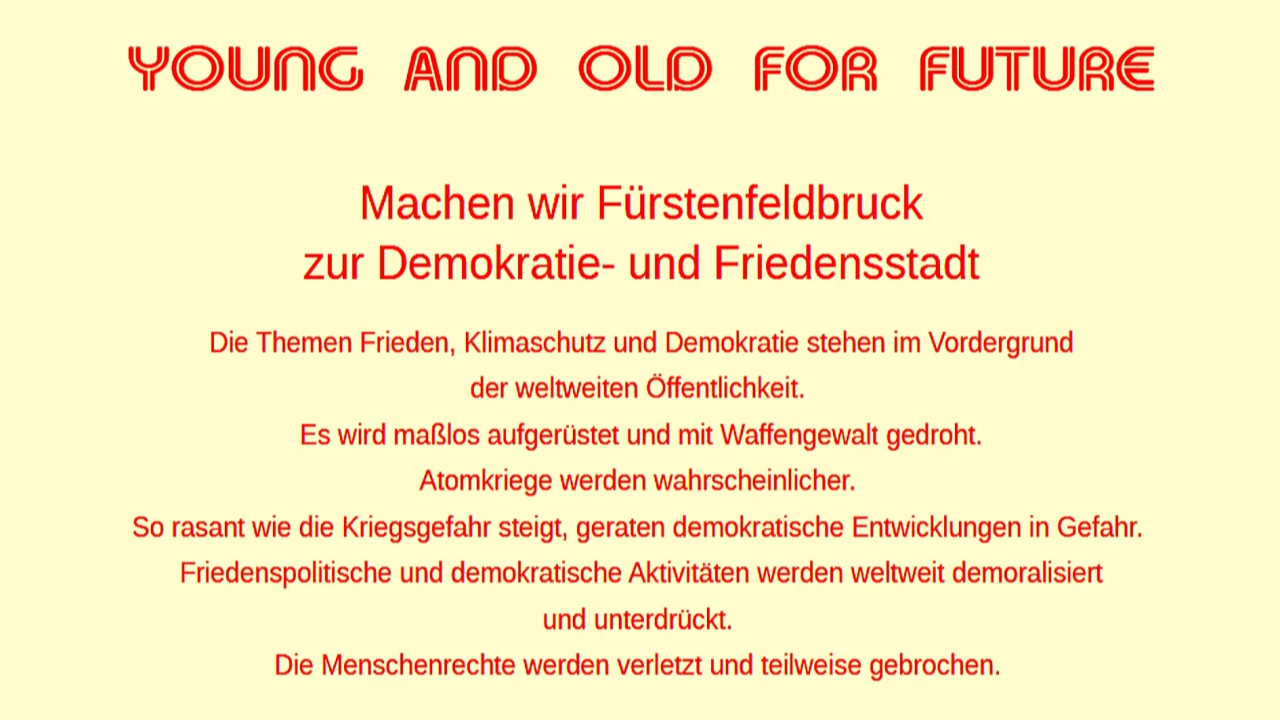 YOUNG AND OLD FOR FUTURE
Machen wir Fürstenfeldbruck
zur Demokratie- und Friedensstadt
Die Themen Frieden, Klimaschutz und Demokratie stehen im Vordergrund
der weltweiten Öffentlichkeit.
Es wird maßlos aufgerüstet und mit Waffengewalt gedroht.
Atomkriege werden wahrscheinlicher.
So rasant wie die Kriegsgefahr steigt, geraten demokratische Entwicklungen in Gefahr.
Friedenspolitische und demokratische Aktivitäten werden weltweit demoralisiert
und unterdrückt.
Die Menschenrechte werden verletzt und teilweise gebrochen.